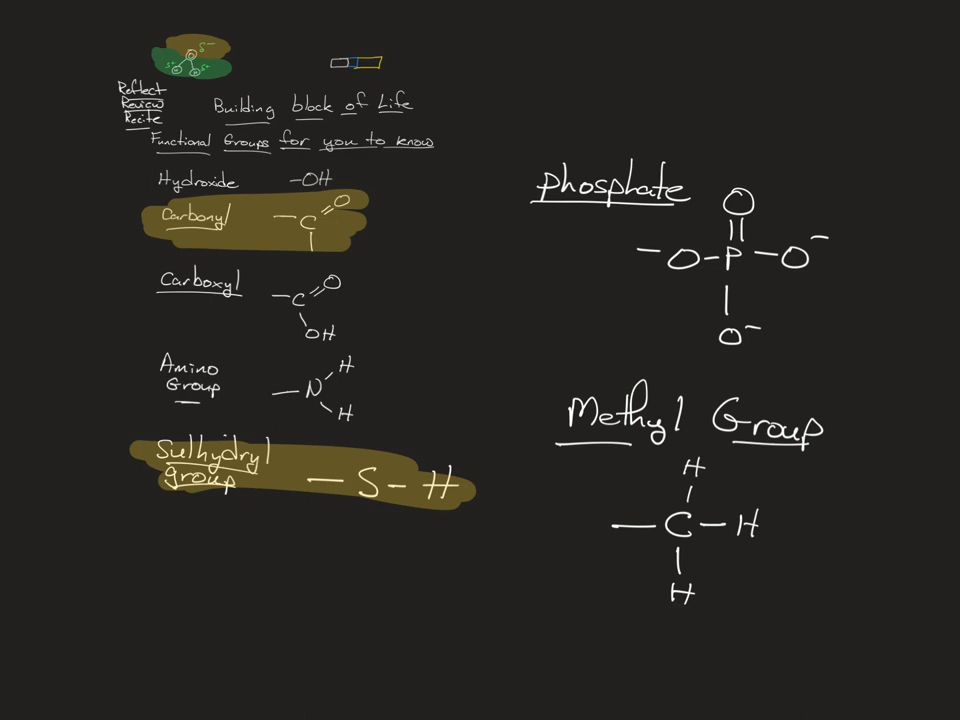 δ-
O
δ+ δ+
H H
Reflect
Review
Recite
Building block of Life
Functional Groups for you to know
Hydroxide -OH
Carbonyl -C=O
Carboxyl -C=O
OH
Amino
Group
H
-N
H
Sulhydryl
group
-S-H
phosphate
O
-O-P-O-
O-
Methyl Group
H
-C-H
H